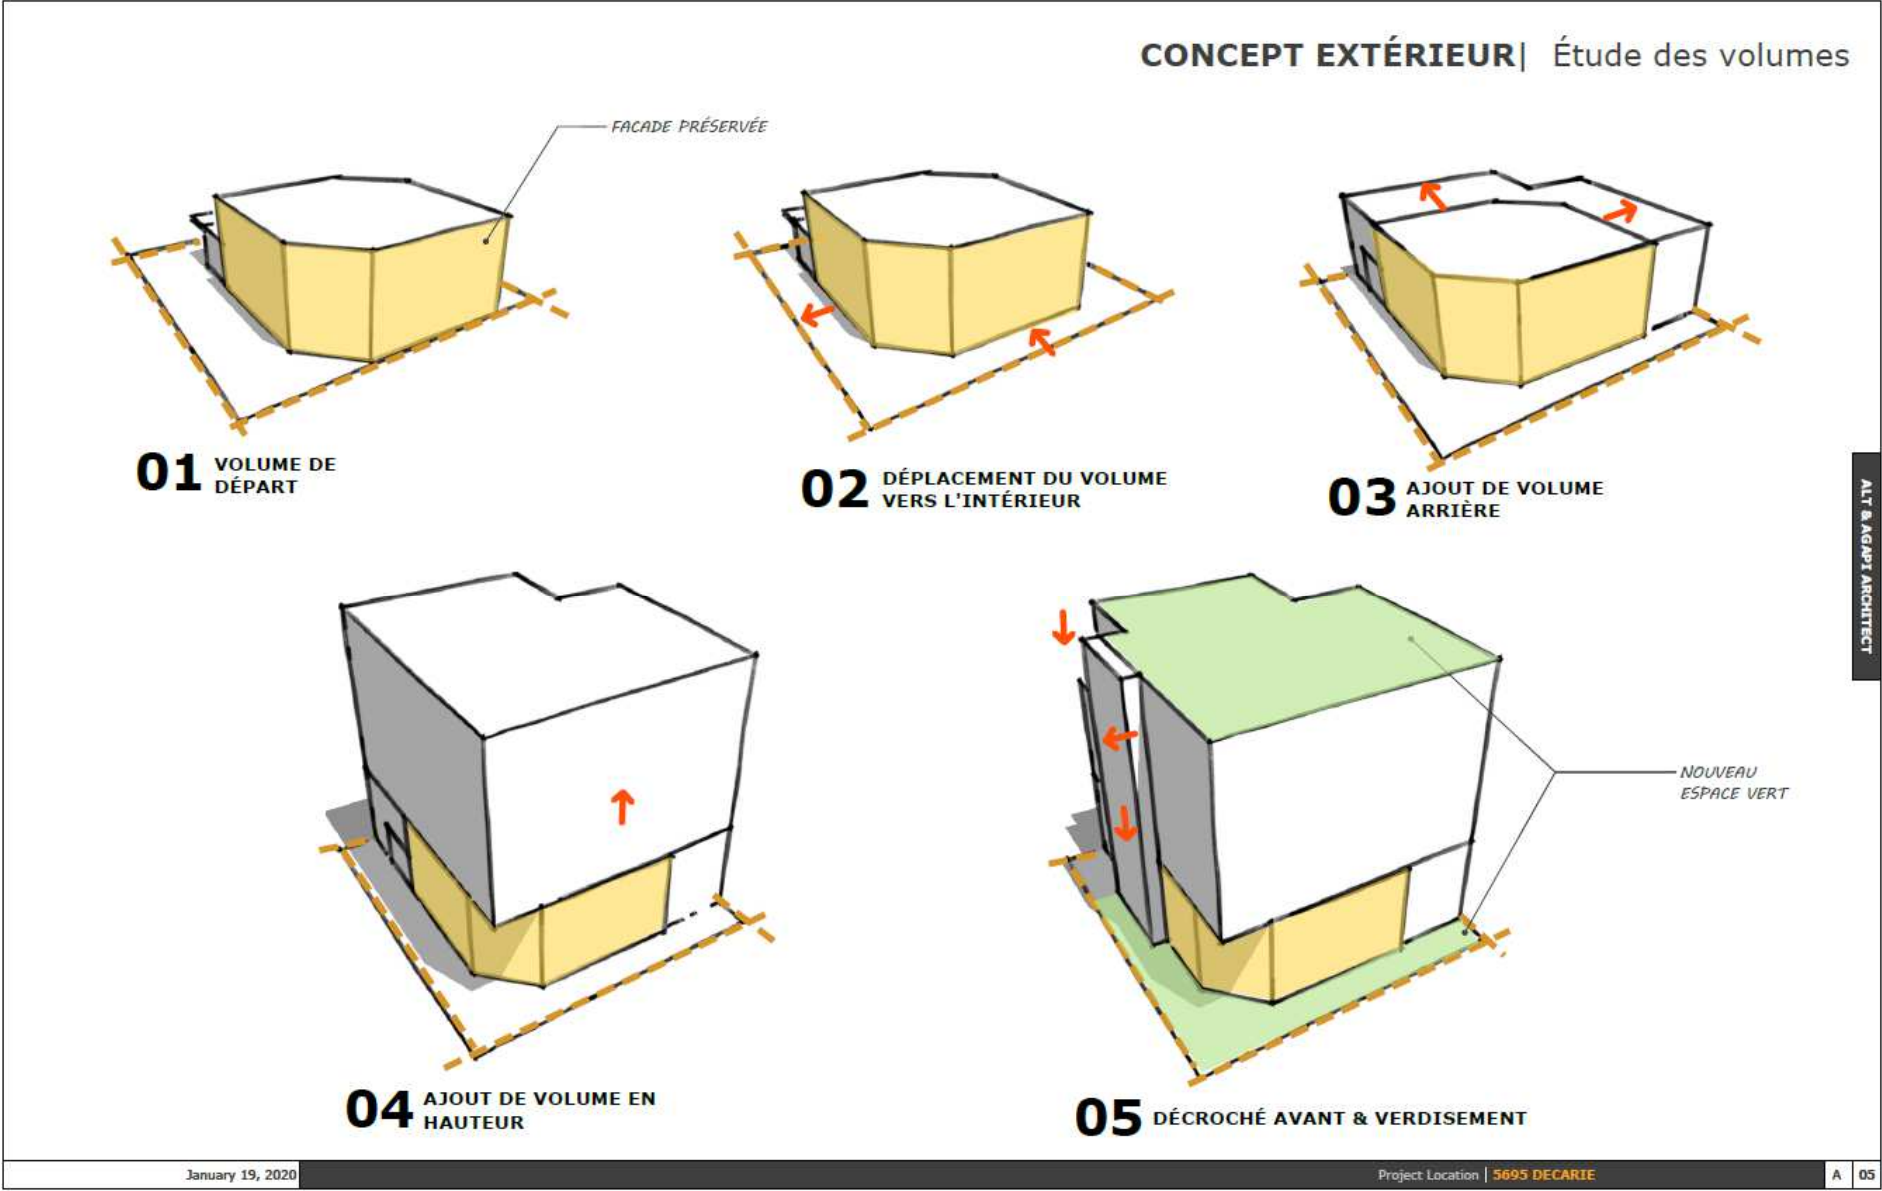 CONCEPT EXTÉRIEUR| Étude des volumes
FACADE PRÉSERVÉE
01 VOLUME DE
DÉPART
02 DÉPLACEMENT DU VOLUME
VERS L'INTÉRIEUR
03 AJOUT DE VOLUME
ARRIÈRE
ALT & AGAPI ARCHITECT
NOUVEAU
ESPACE VERT
04 AJOUT DE VOLUME EN
HAUTEUR
05 DÉCROCHÉ AVANT & VERDISEMENT
January 19, 2020
Project Location | 5695 DECARIE
A 05